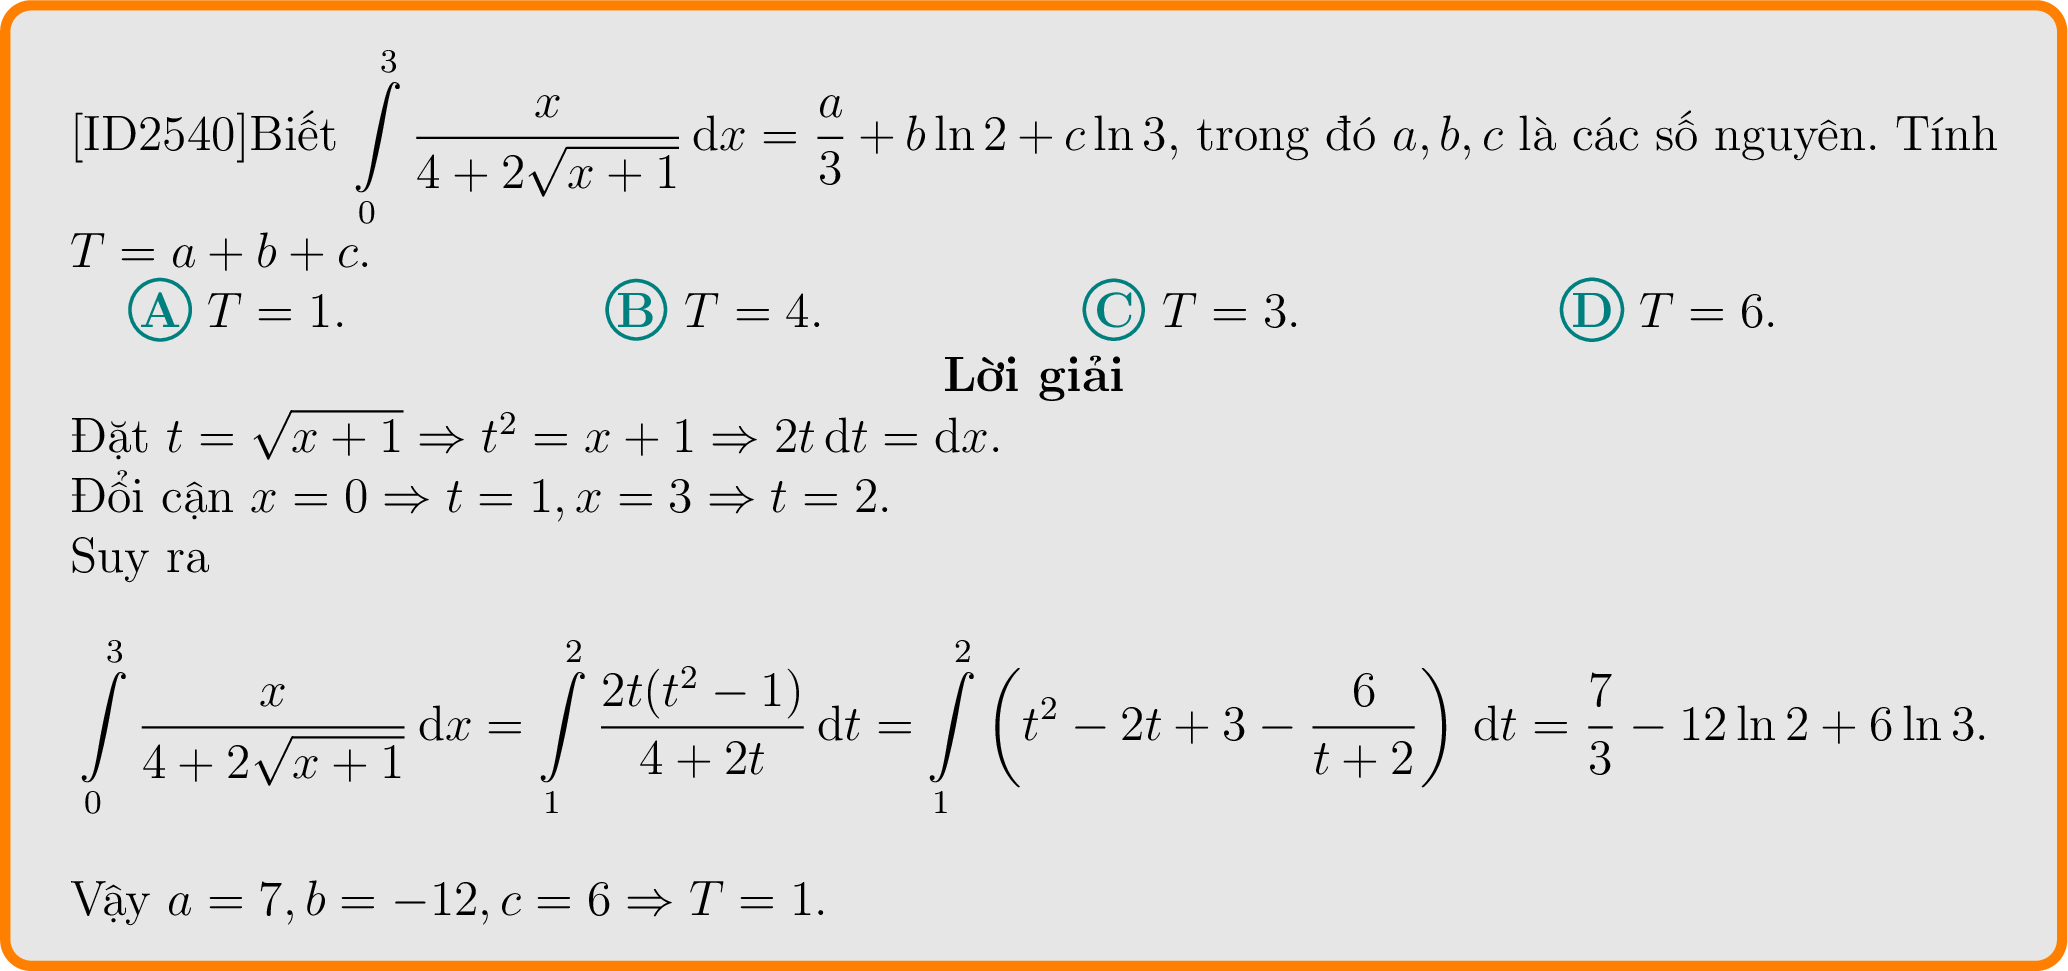 [ID2540]Biết $\int\limits_0^3 \frac{x}{4+2\sqrt{x+1}}\,\mathrm{d}x = \frac{a}{3} + b\ln 2 + c\ln 3$, trong đó $a, b, c$ là các số nguyên. Tính
$T = a + b + c$.
Ⓐ $T = 1$. Ⓑ $T = 4$. Ⓒ $T = 3$. Ⓓ $T = 6$.
Lời giải
Đặt $t = \sqrt{x+1} \Rightarrow t^2 = x + 1 \Rightarrow 2t\,\mathrm{d}t = \mathrm{d}x$.
Đổi cận $x = 0 \Rightarrow t = 1, x = 3 \Rightarrow t = 2$.
Suy ra
$\int\limits_0^3 \frac{x}{4+2\sqrt{x+1}}\,\mathrm{d}x = \int\limits_1^2 \frac{2t(t^2-1)}{4+2t}\,\mathrm{d}t = \int\limits_1^2 \left(t^2 - 2t + 3 - \frac{6}{t+2}\right)\,\mathrm{d}t = \frac{7}{3} - 12\ln 2 + 6\ln 3.$
Vậy $a = 7, b = -12, c = 6 \Rightarrow T = 1$.